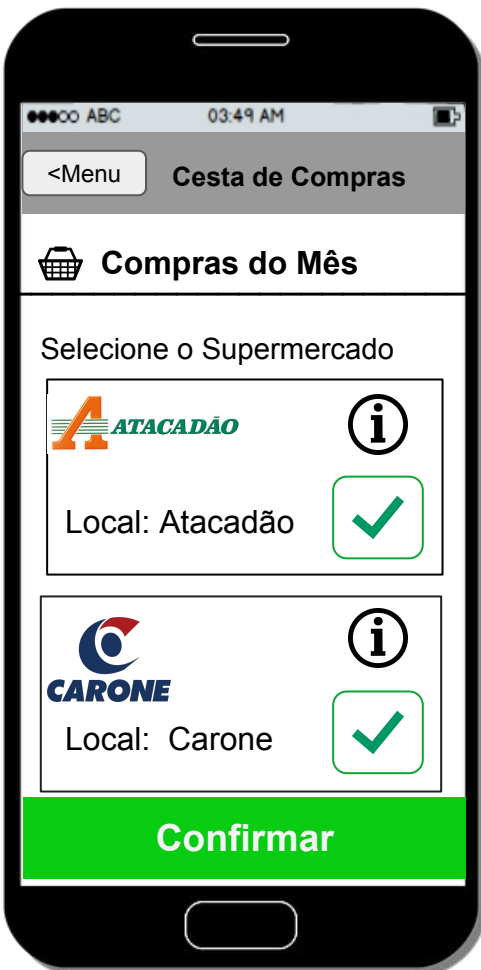 ABC 03:49 AM
<Menu Cesta de Compras
Compras do Mês
Selecione o Supermercado
ATACADÃO
Local: Atacadão
CARONE
Local: Carone
Confirmar